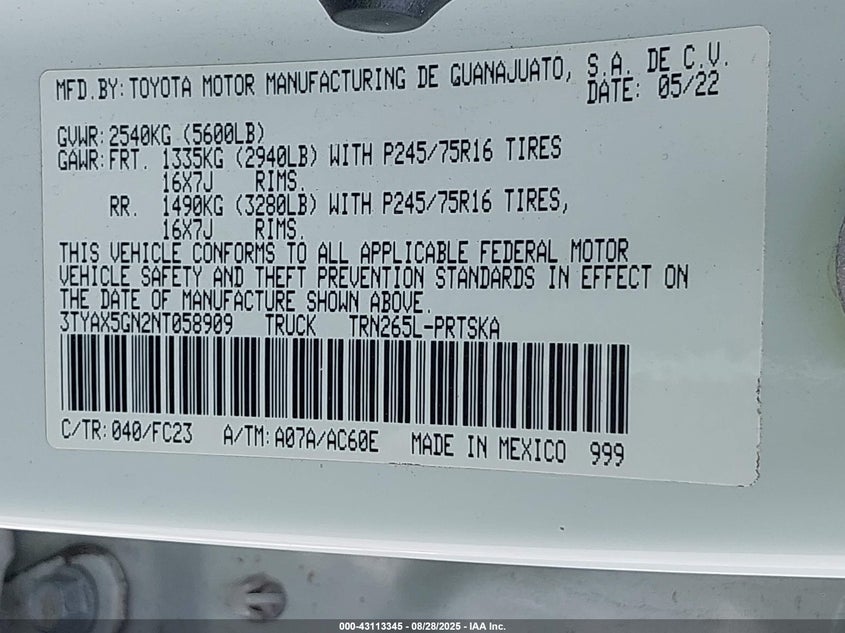 MFD.BY: TOYOTA MOTOR MANUFACTURING DE GUANAJUATO, S.A. DE C.V.
DATE: 05/22
GVWR: 2540KG (5600LB)
GAWR: FRT. 1335KG (2940LB) WITH P245/75R16 TIRES
16X7J RIMS.
RR. 1490KG (3280LB) WITH P245/75R16 TIRES,
16X7J RIMS.
THIS VEHICLE CONFORMS TO ALL APPLICABLE FEDERAL MOTOR
VEHICLE SAFETY AND THEFT PREVENTION STANDARDS IN EFFECT ON
THE DATE OF MANUFACTURE SHOWN ABOVE.
3TYAX5GN2NT058909 TRUCK TRN265L-PRTSKA
C/TR: 040/FC23 A/TM: A07A/AC60E MADE IN MEXICO 999
000-43113345 - 08/28/2025 - IAA Inc.